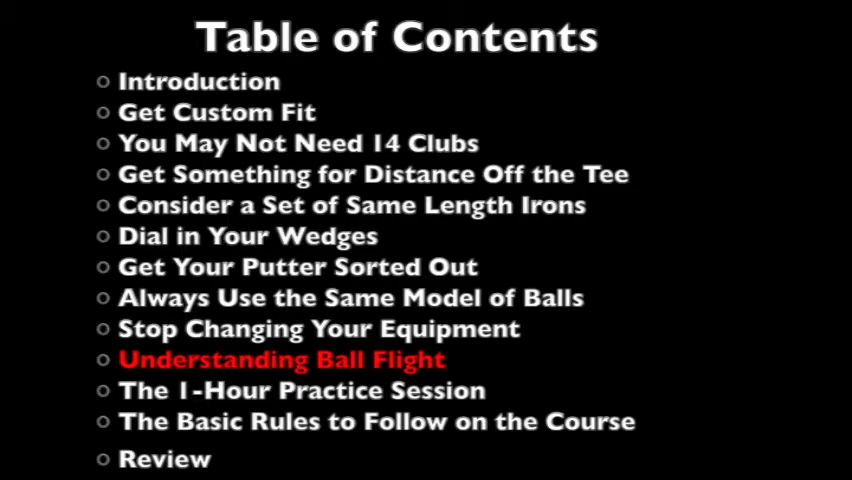 Table of Contents
Introduction
Get Custom Fit
You May Not Need 14 Clubs
Get Something for Distance Off the Tee
Consider a Set of Same Length Irons
Dial in Your Wedges
Get Your Putter Sorted Out
Always Use the Same Model of Balls
Stop Changing Your Equipment
Understanding Ball Flight
The 1-Hour Practice Session
The Basic Rules to Follow on the Course
Review